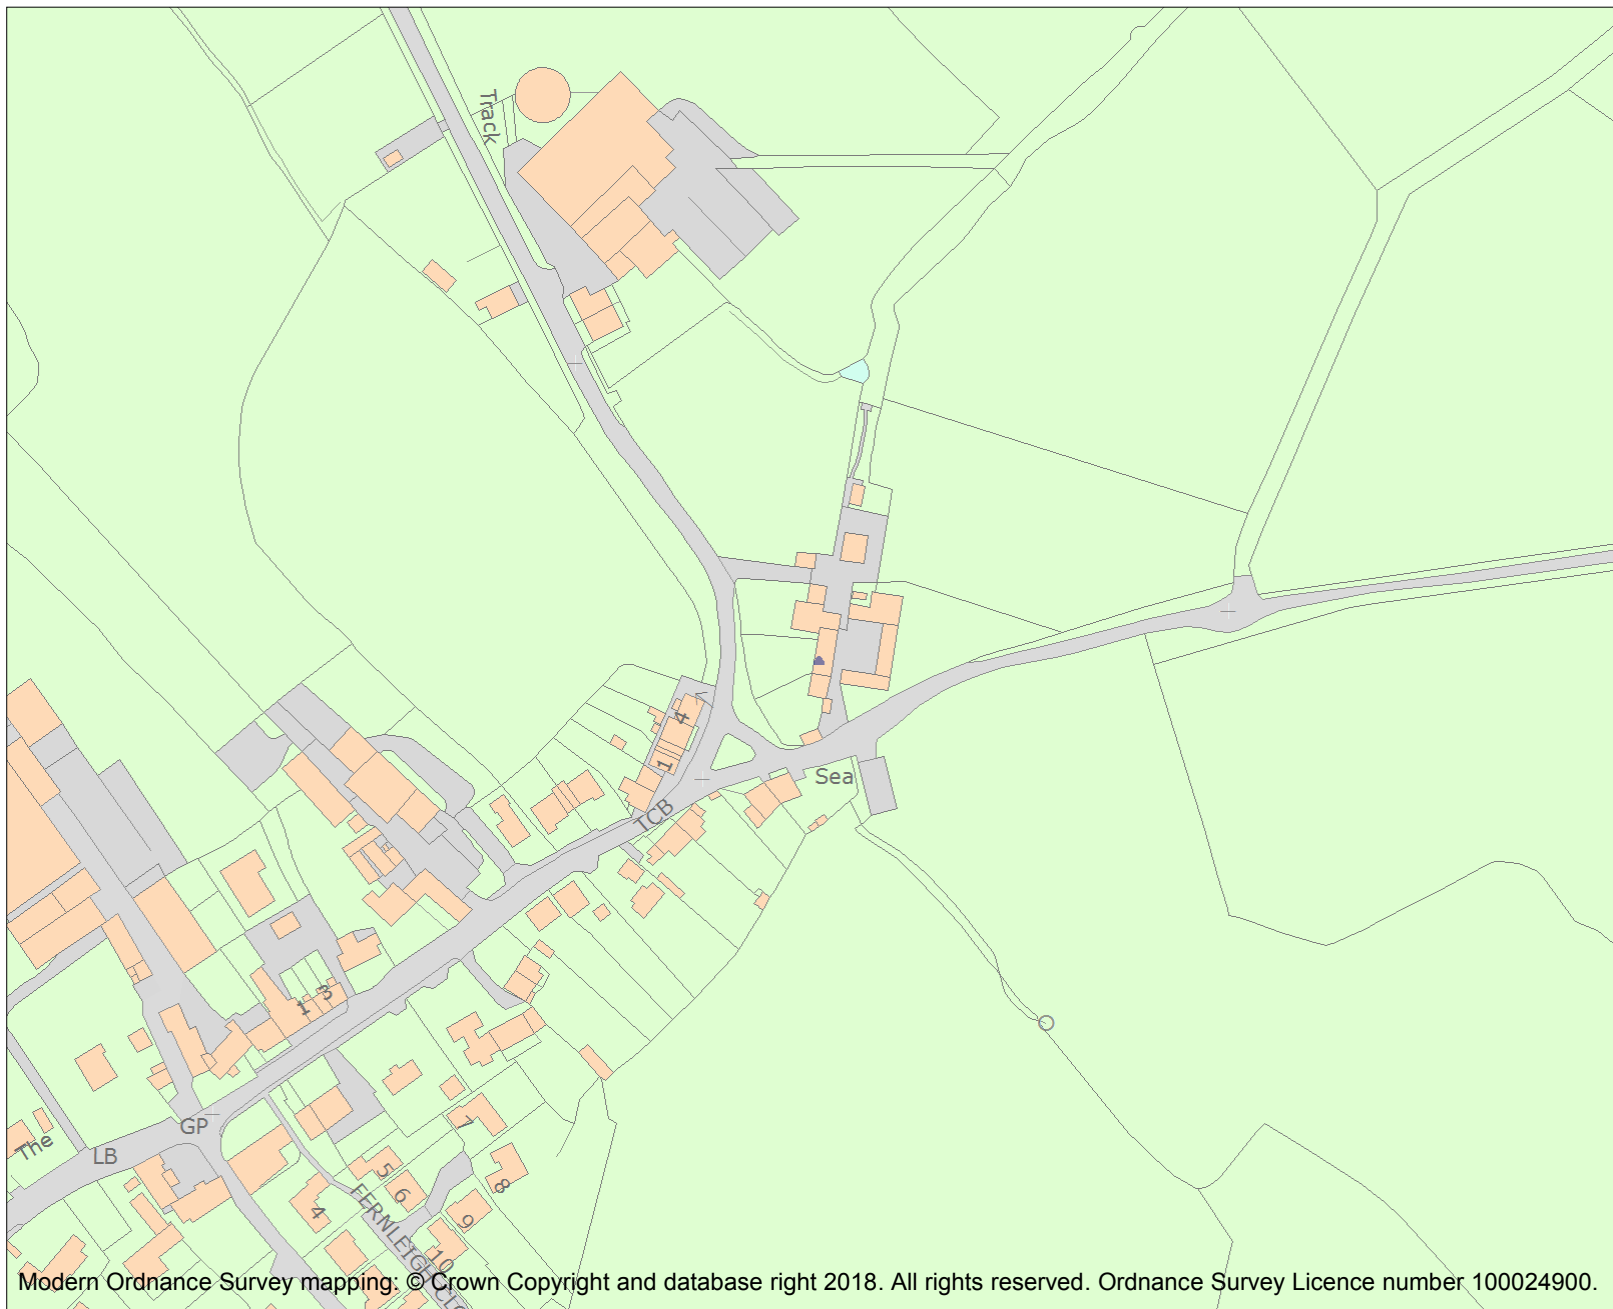 Track
4
1
TCB
Sea
3
1
GP
LB
The
7
5
6
8
4
9
10
FERNLEIGH CLO
Modern Ordnance Survey mapping: © Crown Copyright and database right 2018. All rights reserved. Ordnance Survey Licence number 100024900.